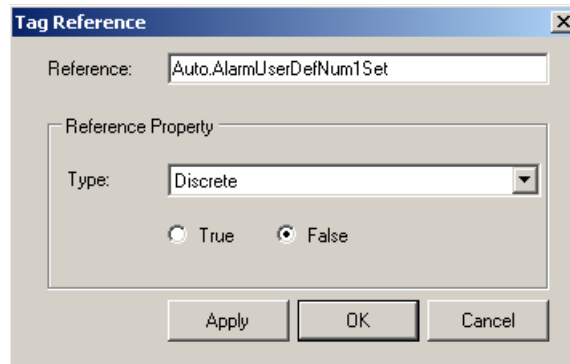 Tag Reference
Reference: Auto.AlarmUserDefNum1Set
Reference Property
Type: Discrete
True False
Apply OK Cancel